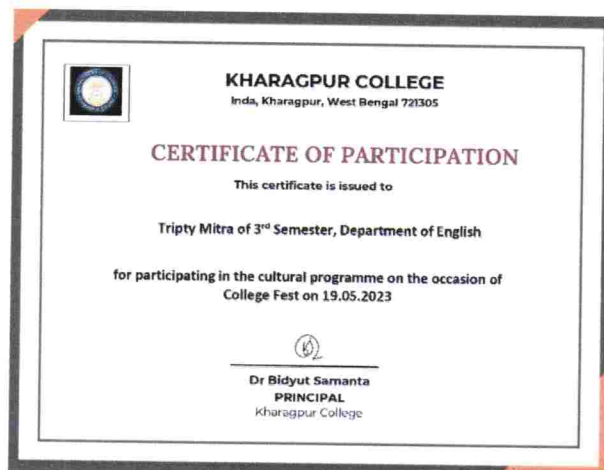 KHARAGPUR COLLEGE
Inda, Kharagpur, West Bengal 721305
CERTIFICATE OF PARTICIPATION
This certificate is issued to
Tripty Mitra of 3rd Semester, Department of English
for participating in the cultural programme on the occasion of
College Fest on 19.05.2023
Dr Bidyut Samanta
PRINCIPAL
Kharagpur College